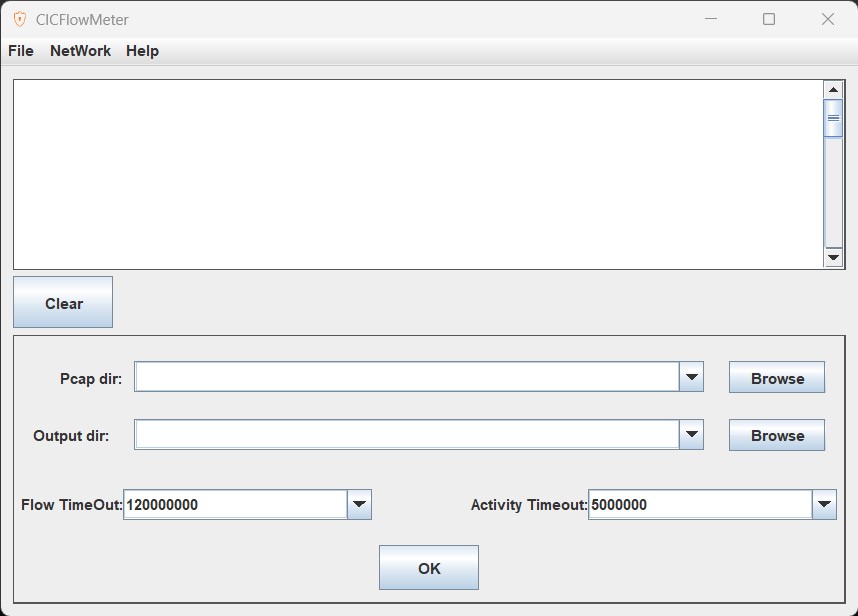 CICFlowMeter
File NetWork Help
Clear
Pcap dir: Browse
Output dir: Browse
Flow TimeOut: 120000000 Activity Timeout: 5000000
OK